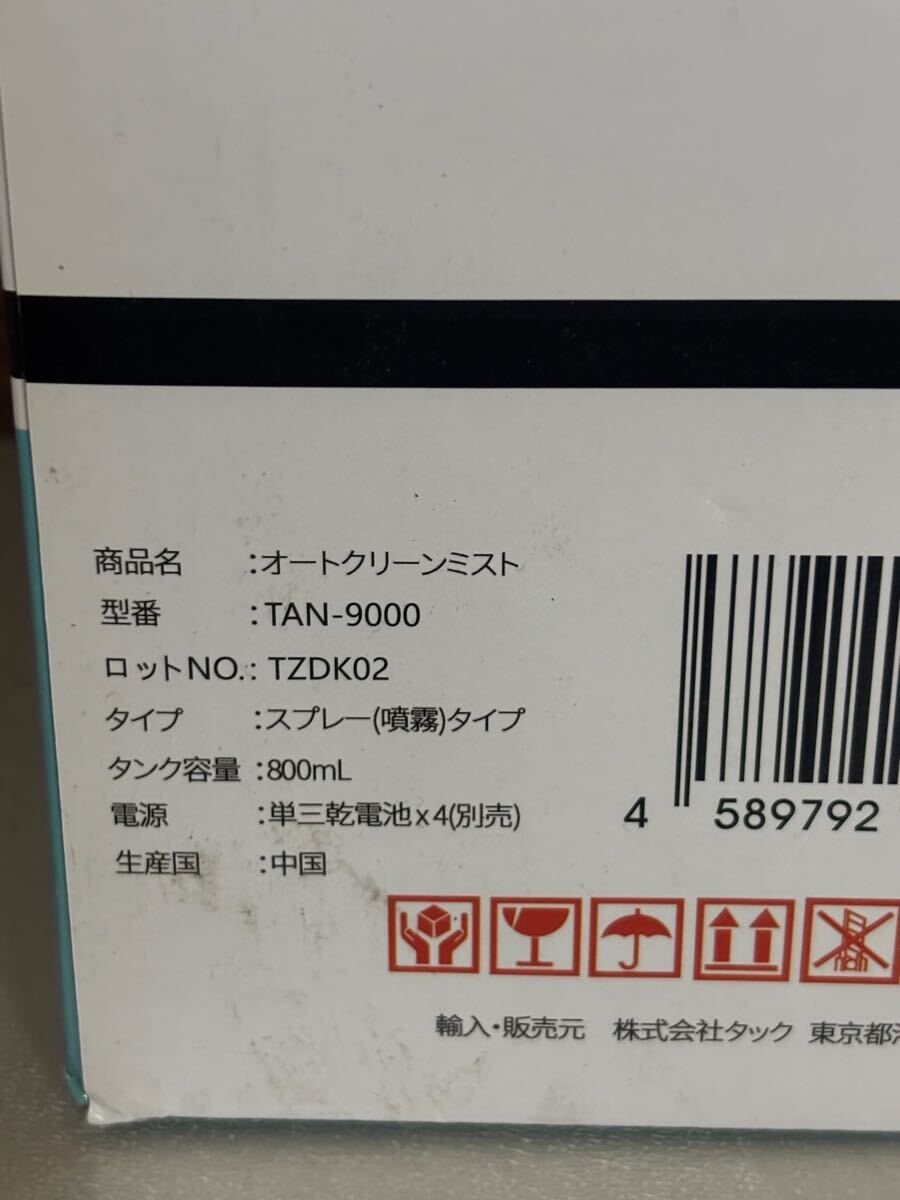 商品名 :オートクリーンミスト
型番 :TAN-9000
ロットNO.: TZDK02
タイプ :スプレー(噴霧)タイプ
タンク容量 :800mL
電源 :単三乾電池x4(別売)
生産国 :中国
4 589792
輸入・販売元 株式会社タック 東京都